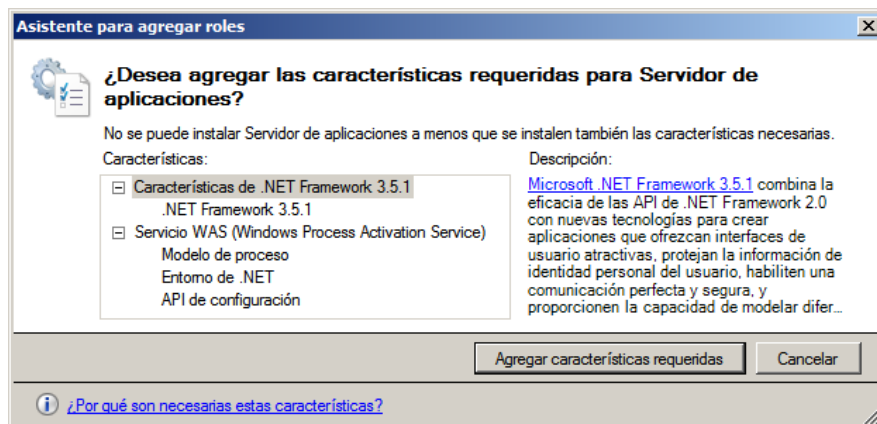 Asistente para agregar roles
¿Desea agregar las características requeridas para Servidor de
aplicaciones?
No se puede instalar Servidor de aplicaciones a menos que se instalen también las características necesarias.
Características:
Características de .NET Framework 3.5.1
.NET Framework 3.5.1
Servicio WAS (Windows Process Activation Service)
Modelo de proceso
Entorno de .NET
API de configuración
Descripción:
Microsoft .NET Framework 3.5.1 combina la
eficacia de las API de .NET Framework 2.0
con nuevas tecnologías para crear
aplicaciones que ofrezcan interfaces de
usuario atractivas, protejan la información de
identidad personal del usuario, habiliten una
comunicación perfecta y segura, y
proporcionen la capacidad de modelar difer...
Agregar características requeridas
Cancelar
¿Por qué son necesarias estas características?